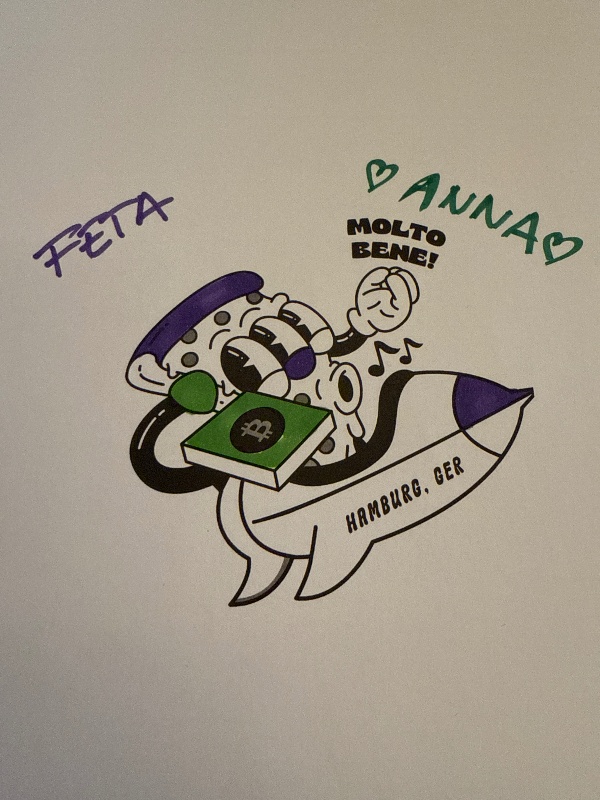 ♡ ANNA ♡
FETA
MOLTO
BENE!
HAMBURG, GER